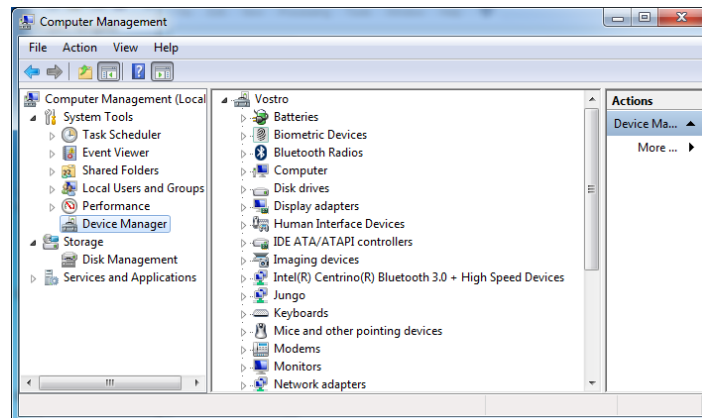 Computer Management
File Action View Help
Computer Management (Local
System Tools
Task Scheduler
Event Viewer
Shared Folders
Local Users and Groups
Performance
Device Manager
Storage
Disk Management
Services and Applications
Vostro
Batteries
Biometric Devices
Bluetooth Radios
Computer
Disk drives
Display adapters
Human Interface Devices
IDE ATA/ATAPI controllers
Imaging devices
Intel(R) Centrino(R) Bluetooth 3.0 + High Speed Devices
Jungo
Keyboards
Mice and other pointing devices
Modems
Monitors
Network adapters
Actions
Device Ma...
More ...